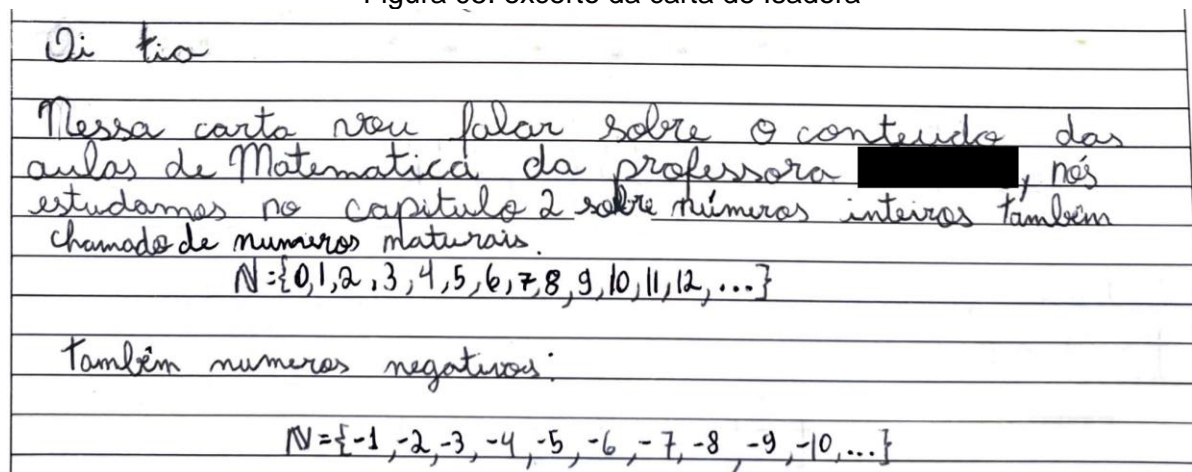 Figura 03: excerto da carta de Isadora
Oi tia
Nessa carta vou falar sobre o conteudo das
aulas de Matematica da professora , nós
estudamos no capitulo 2 sobre números inteiros também
chamado de numeros naturais.
N={0,1,2,3,4,5,6,7,8,9,10,11,12,...}
Também numeros negativos:
N={-1,-2,-3,-4,-5,-6,-7,-8,-9,-10,...}